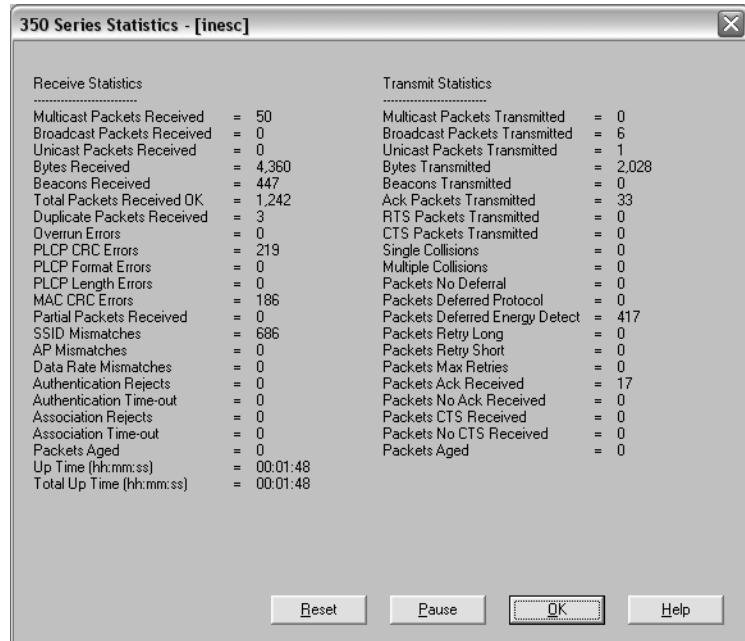 350 Series Statistics - [inesc]
Receive Statistics
--------------------------
Multicast Packets Received = 50
Broadcast Packets Received = 0
Unicast Packets Received = 0
Bytes Received = 4,360
Beacons Received = 447
Total Packets Received OK = 1,242
Duplicate Packets Received = 3
Overrun Errors = 0
PLCP CRC Errors = 219
PLCP Format Errors = 0
PLCP Length Errors = 0
MAC CRC Errors = 186
Partial Packets Received = 0
SSID Mismatches = 686
AP Mismatches = 0
Data Rate Mismatches = 0
Authentication Rejects = 0
Authentication Time-out = 0
Association Rejects = 0
Association Time-out = 0
Packets Aged = 0
Up Time (hh:mm:ss) = 00:01:48
Total Up Time (hh:mm:ss) = 00:01:48
Transmit Statistics
--------------------------
Multicast Packets Transmitted = 0
Broadcast Packets Transmitted = 6
Unicast Packets Transmitted = 1
Bytes Transmitted = 2,028
Beacons Transmitted = 0
Ack Packets Transmitted = 33
RTS Packets Transmitted = 0
CTS Packets Transmitted = 0
Single Collisions = 0
Multiple Collisions = 0
Packets No Deferral = 0
Packets Deferred Protocol = 0
Packets Deferred Energy Detect = 417
Packets Retry Long = 0
Packets Retry Short = 0
Packets Max Retries = 0
Packets Ack Received = 17
Packets No Ack Received = 0
Packets CTS Received = 0
Packets No CTS Received = 0
Packets Aged = 0
Reset Pause OK Help